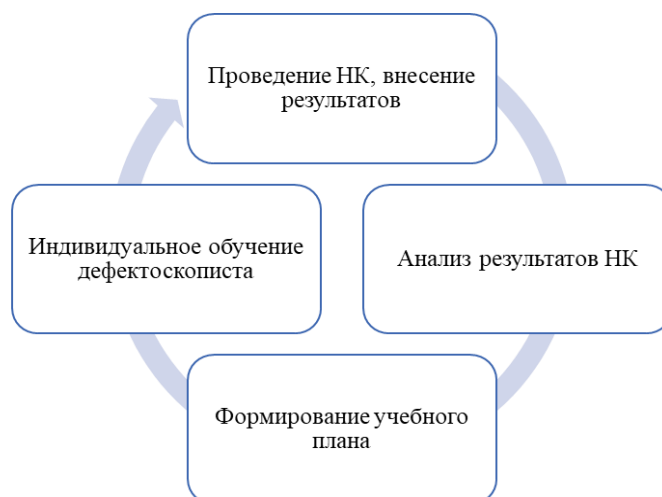 Проведение НК, внесение
результатов
Анализ результатов НК
Формирование учебного
плана
Индивидуальное обучение
дефектоскописта